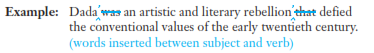 Example: Dada was an artistic and literary rebellion that defied
the conventional values of the early twentieth century.
(words inserted between subject and verb)